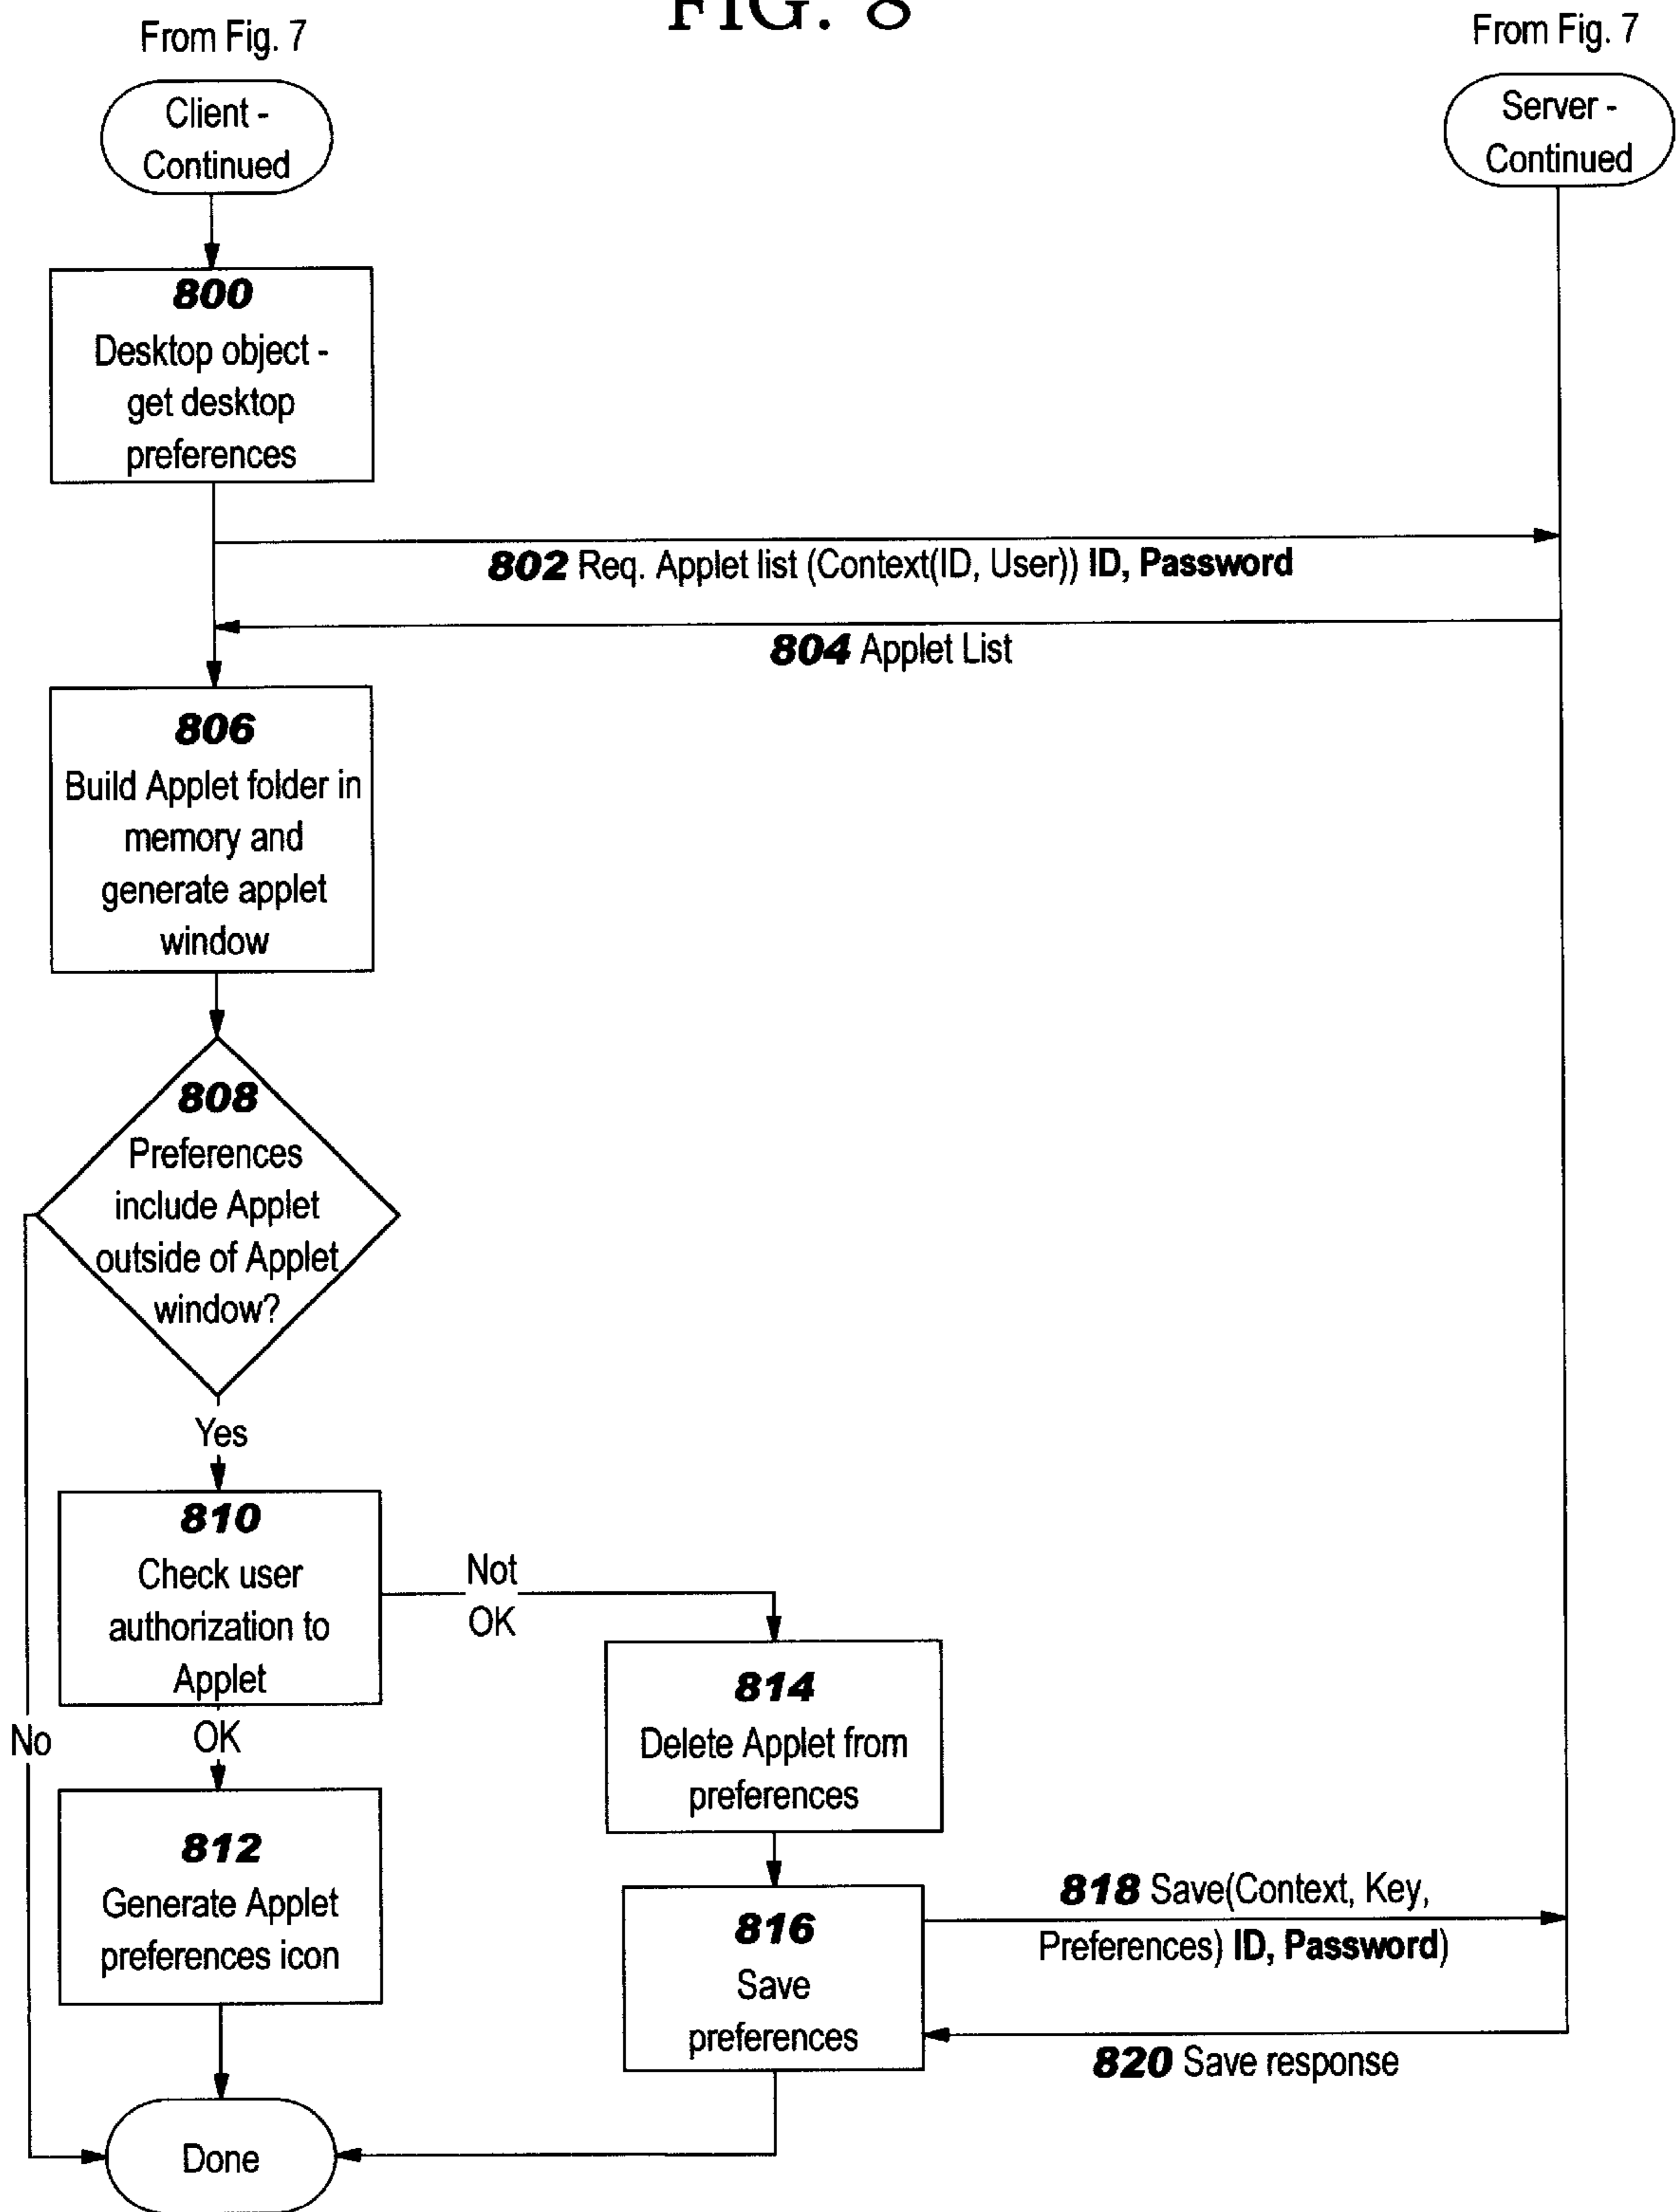 FIG. 8
From Fig. 7
From Fig. 7
Client -
Continued
Server -
Continued
800
Desktop object -
get desktop
preferences
802 Req. Applet list (Context(ID, User)) ID, Password
804 Applet List
806
Build Applet folder in
memory and
generate applet
window
808
Preferences
include Applet
outside of Applet
window?
Yes
810
Check user
authorization to
Applet
Not
OK
No
OK
814
Delete Applet from
preferences
812
Generate Applet
preferences icon
816
Save
preferences
818 Save(Context, Key,
Preferences) ID, Password)
820 Save response
Done